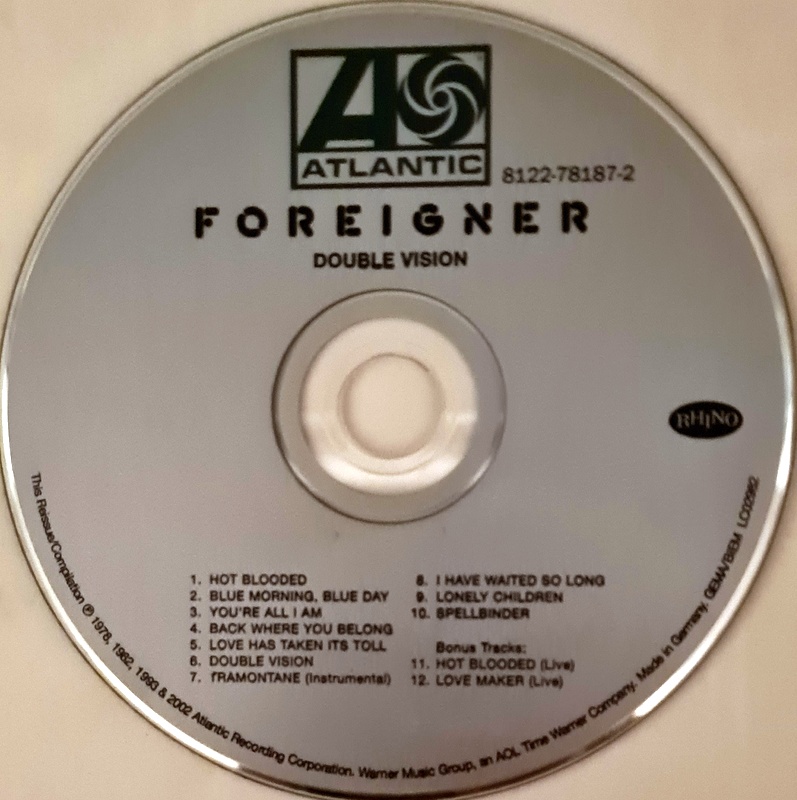 ATLANTIC
8122-78187-2
FOREIGNER
DOUBLE VISION
RHINO
1. HOT BLOODED
2. BLUE MORNING, BLUE DAY
3. YOU'RE ALL I AM
4. BACK WHERE YOU BELONG
5. LOVE HAS TAKEN ITS TOLL
6. DOUBLE VISION
7. TRAMONTANE (Instrumental)
8. I HAVE WAITED SO LONG
9. LONELY CHILDREN
10. SPELLBINDER
Bonus Tracks:
11. HOT BLOODED (Live)
12. LOVE MAKER (Live)
This Reissue/Compilation ℗ 1978, 1982, 1993 & 2002 Atlantic Recording Corporation. Warner Music Group, an AOL Time Warner Company. Made in Germany. GEMA/BIEM LC02982